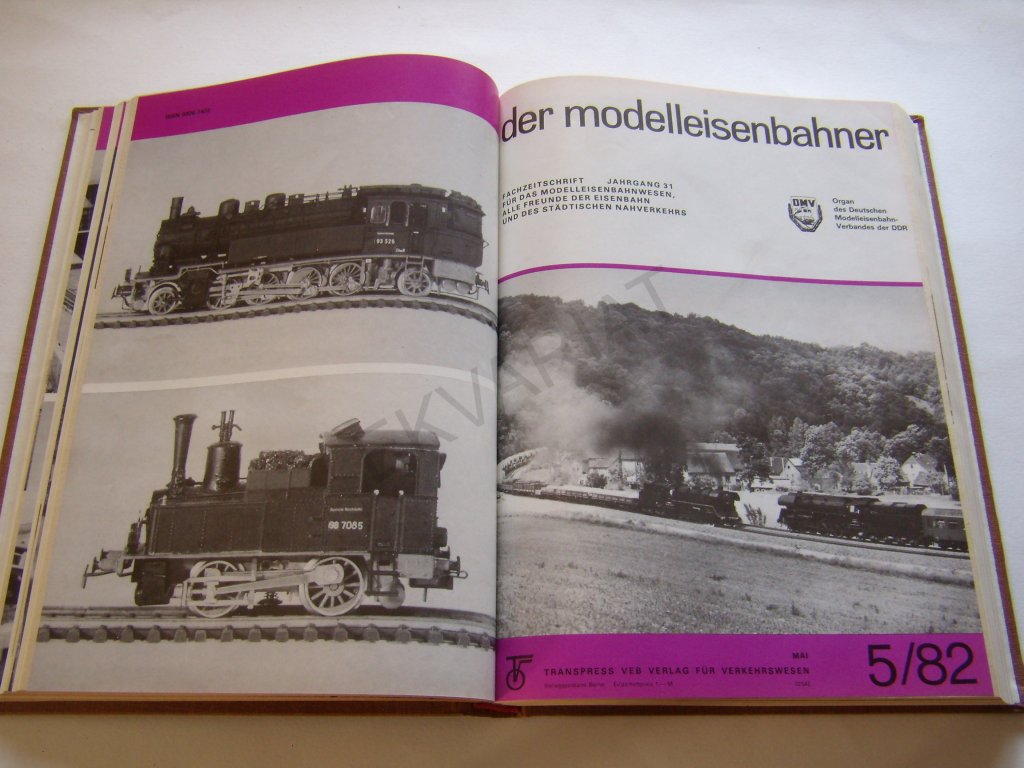 der modelleisenbahner
FACHZEITSCHRIFT JAHRGANG 31
FÜR DAS MODELLEISENBAHNWESEN,
ALLE FREUNDE DER EISENBAHN
UND DES STÄDTISCHEN NAHVERKEHRS
DMV
Organ
des Deutschen
Modelleisenbahn-
Verbandes der DDR
93 526
98 7085
MAI
TRANSPRESS VEB VERLAG FÜR VERKEHRSWESEN
5/82